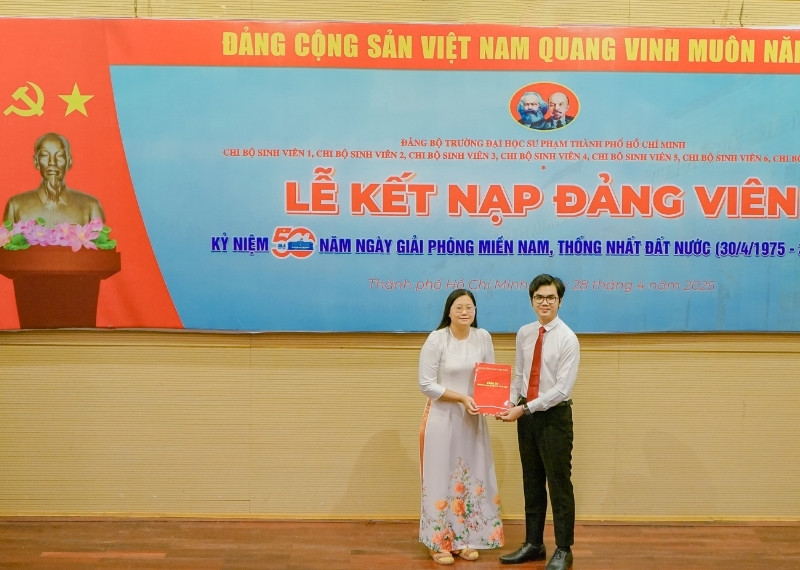 ĐẢNG CỘNG SẢN VIỆT NAM QUANG VINH MUÔN NĂM
ĐẢNG BỘ TRƯỜNG ĐẠI HỌC SƯ PHẠM THÀNH PHỐ HỒ CHÍ MINH
CHI BỘ SINH VIÊN 1, CHI BỘ SINH VIÊN 2, CHI BỘ SINH VIÊN 3, CHI BỘ SINH VIÊN 4, CHI BỘ SINH VIÊN 5, CHI BỘ SINH VIÊN 6, CHI
LỄ KẾT NẠP ĐẢNG VIÊN
KỶ NIỆM 50 NĂM NGÀY GIẢI PHÓNG MIỀN NAM, THỐNG NHẤT ĐẤT NƯỚC (30/4/1975 -
Thành phố Hồ Chí Minh, 28 tháng 4 năm 2025